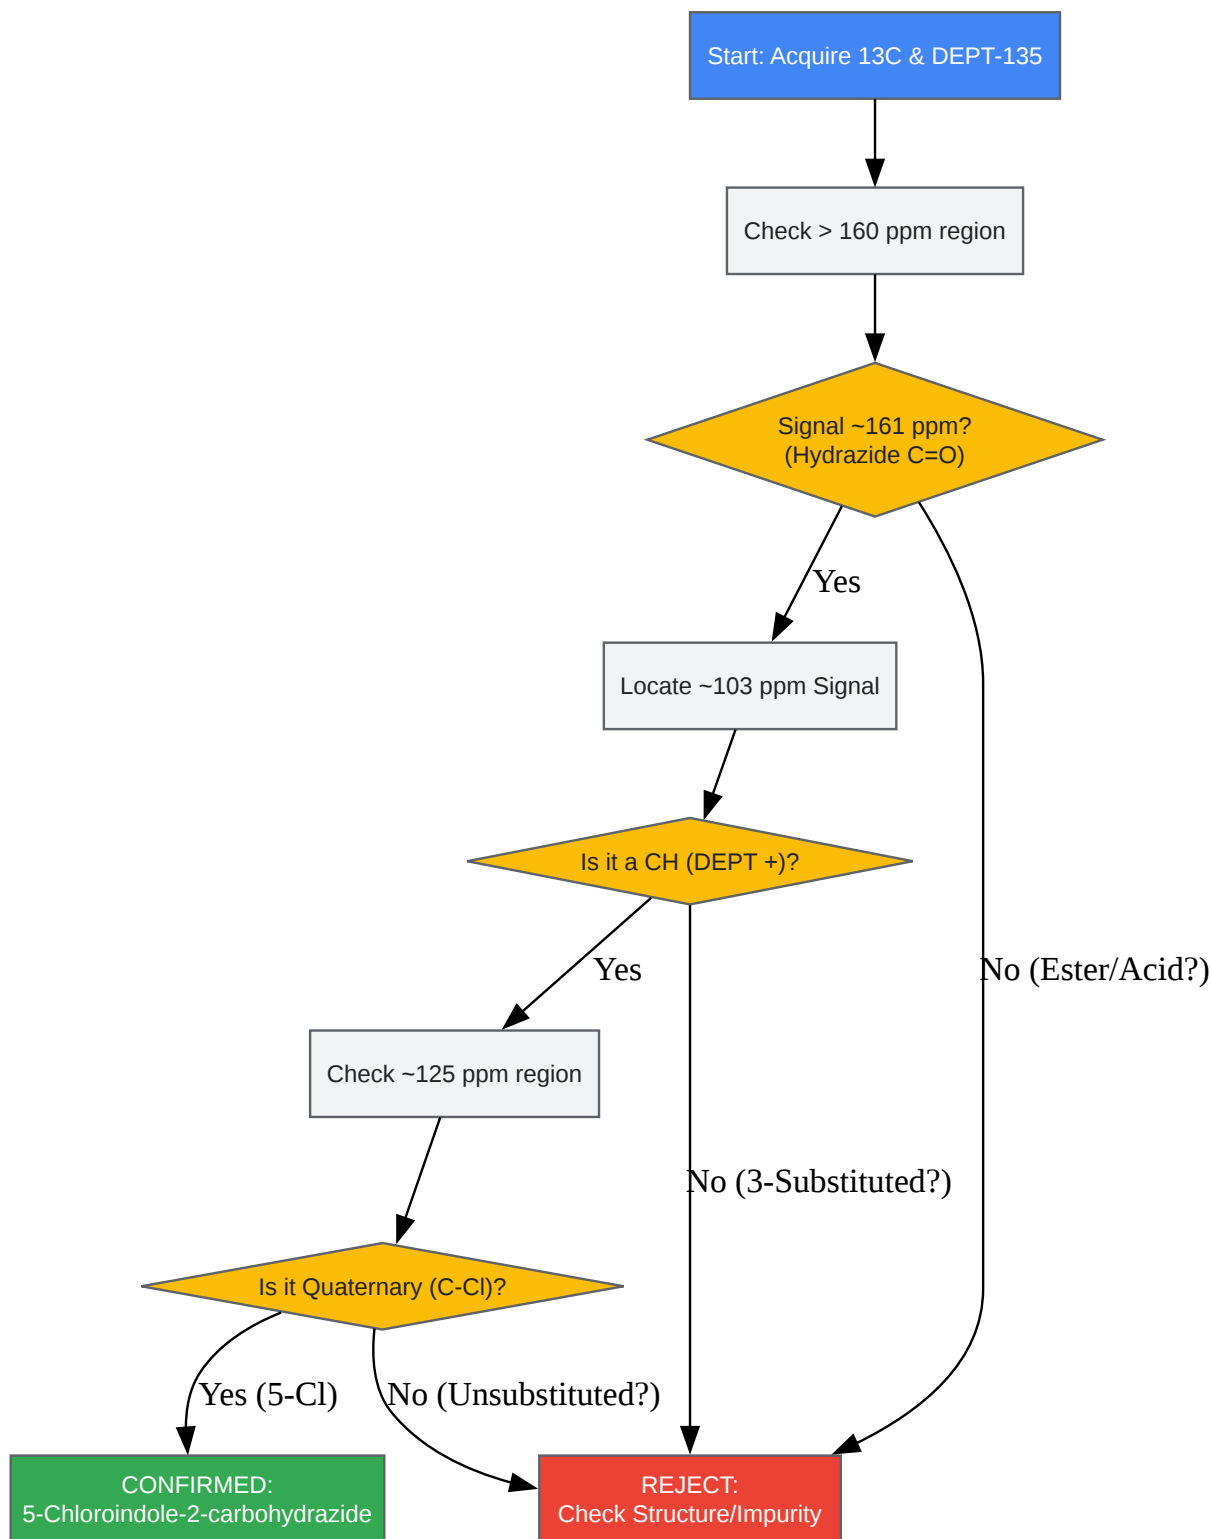 Start: Acquire 13C & DEPT-135
Check > 160 ppm region
Signal ~161 ppm?
(Hydrazide C=O)
Yes
Locate ~103 ppm Signal
Is it a CH (DEPT +)?
Yes
No (Ester/Acid?)
Check ~125 ppm region
No (3-Substituted?)
Is it Quaternary (C-Cl)?
Yes (5-Cl)
No (Unsubstituted?)
CONFIRMED:
5-Chloroindole-2-carbohydrazide
REJECT:
Check Structure/Impurity